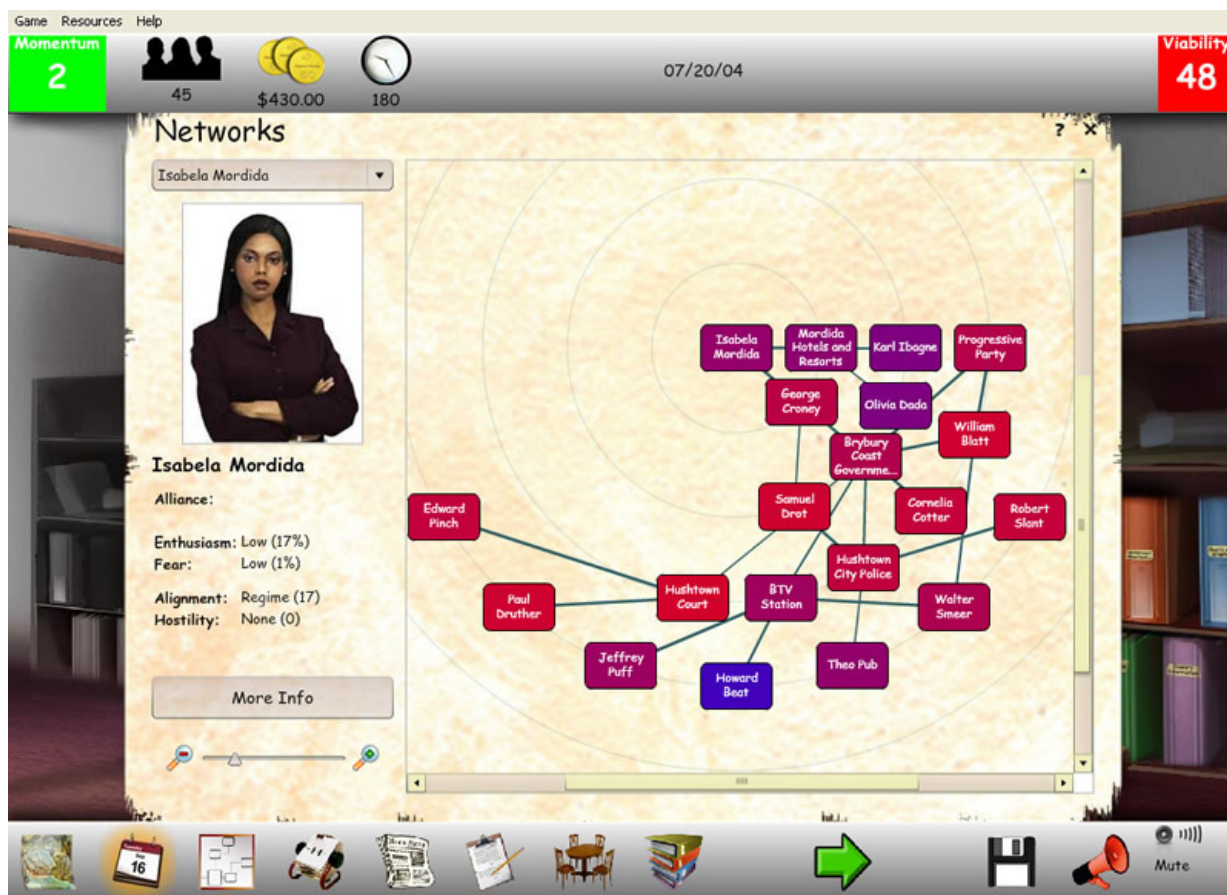 Game Resources Help
Momentum
2
45
$430.00
180
07/20/04
Viability
48
Networks
? ×
Isabela Mordida
Isabela Mordida
Alliance:
Enthusiasm: Low (17%)
Fear: Low (1%)
Alignment: Regime (17)
Hostility: None (0)
More Info
Isabela
Mordida
Mordida
Hotels and
Resorts
Karl Ibagne
Progressive
Party
George
Croney
Olivia Dada
William
Blatt
Brybury
Coast
Governme...
Edward
Pinch
Samuel
Drot
Cornelia
Cotter
Robert
Slant
Hushtown
City Police
Paul
Druther
Hushtown
Court
BTV
Station
Walter
Smeer
Jeffrey
Puff
Howard
Beat
Theo Pub
16
Mute